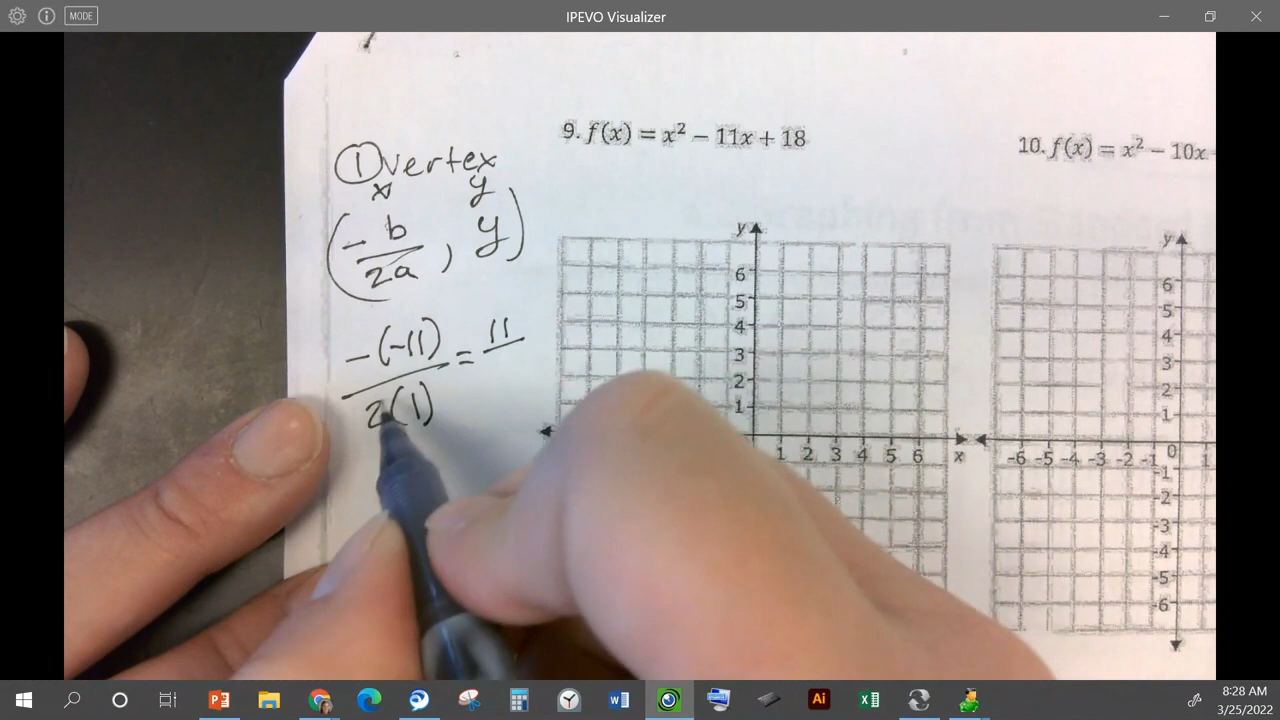 MODE
IPEVO Visualizer
① vertex
x y
(-b/2a, y)
-(-11)/2(1) = 11
9. f(x) = x² − 11x + 18
y
6
5
4
3
2
1
1 2 3 4 5 6 x
10. f(x) = x² − 10x
y
6
5
4
3
2
1
-6 -5 -4 -3 -2 -1 0 1
-1
-2
-3
-4
-5
-6
8:28 AM
3/25/2022